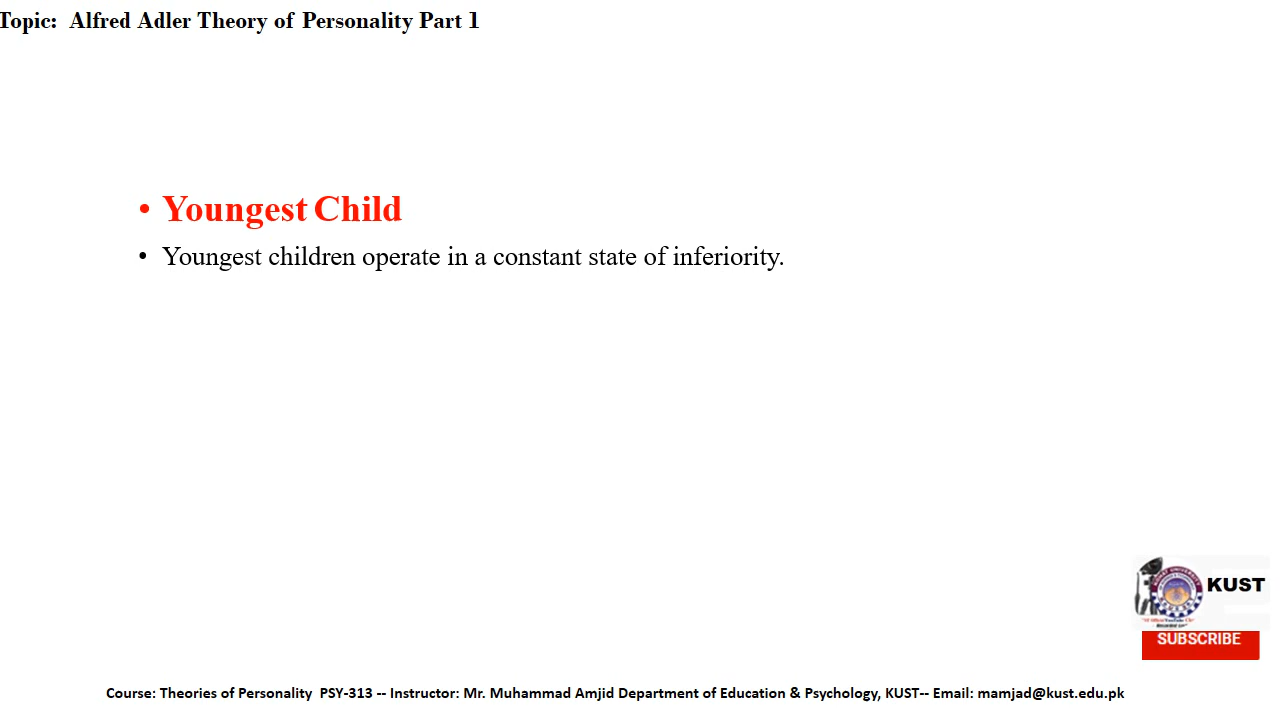 Topic: Alfred Adler Theory of Personality Part 1
• Youngest Child
• Youngest children operate in a constant state of inferiority.
KUST
SUBSCRIBE
Course: Theories of Personality PSY-313 -- Instructor: Mr. Muhammad Amjid Department of Education & Psychology, KUST-- Email: mamjad@kust.edu.pk